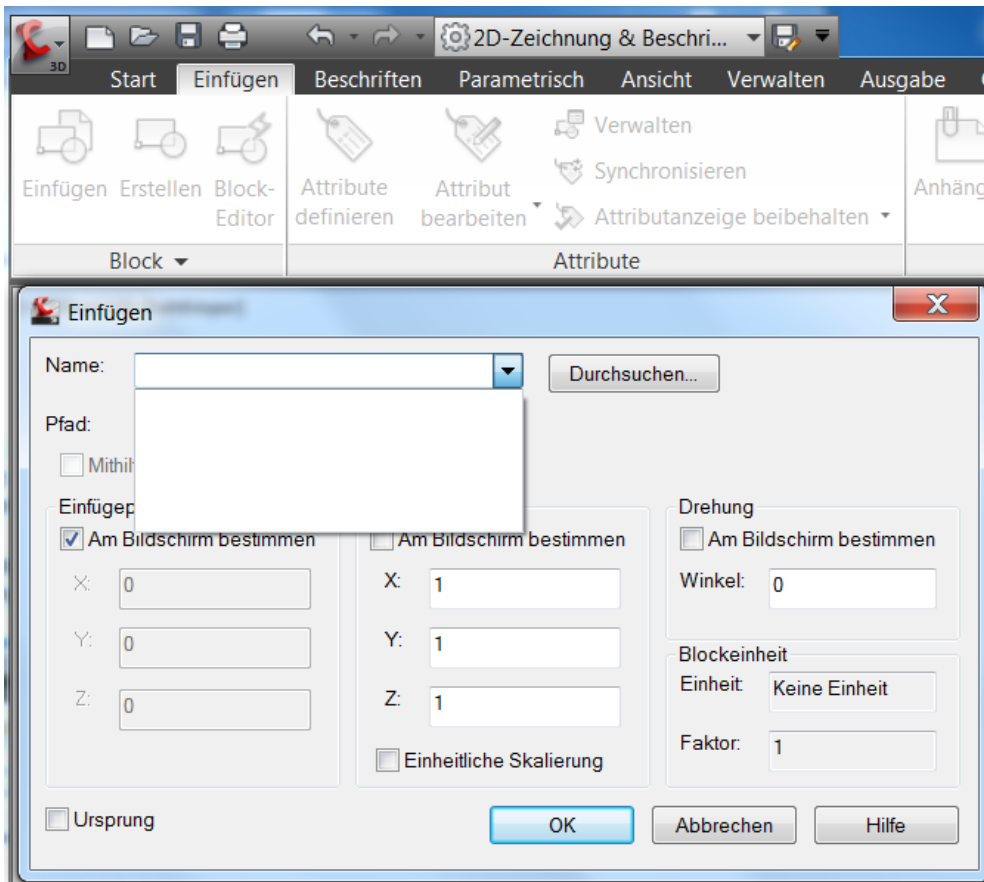 3D
2D-Zeichnung & Beschri...
Start Einfügen Beschriften Parametrisch Ansicht Verwalten Ausgabe
Einfügen Erstellen Block-Editor
Attribute definieren
Attribut bearbeiten
Verwalten
Synchronisieren
Attributanzeige beibehalten
Block
Attribute
Einfügen
Name:
Durchsuchen...
Pfad:
Drehung
Am Bildschirm bestimmen
Am Bildschirm bestimmen
Am Bildschirm bestimmen
X: 0
X: 1
Winkel: 0
Y: 0
Y: 1
Blockeinheit
Z: 0
Z: 1
Einheit: Keine Einheit
Faktor: 1
Einheitliche Skalierung
Ursprung
OK
Abbrechen
Hilfe